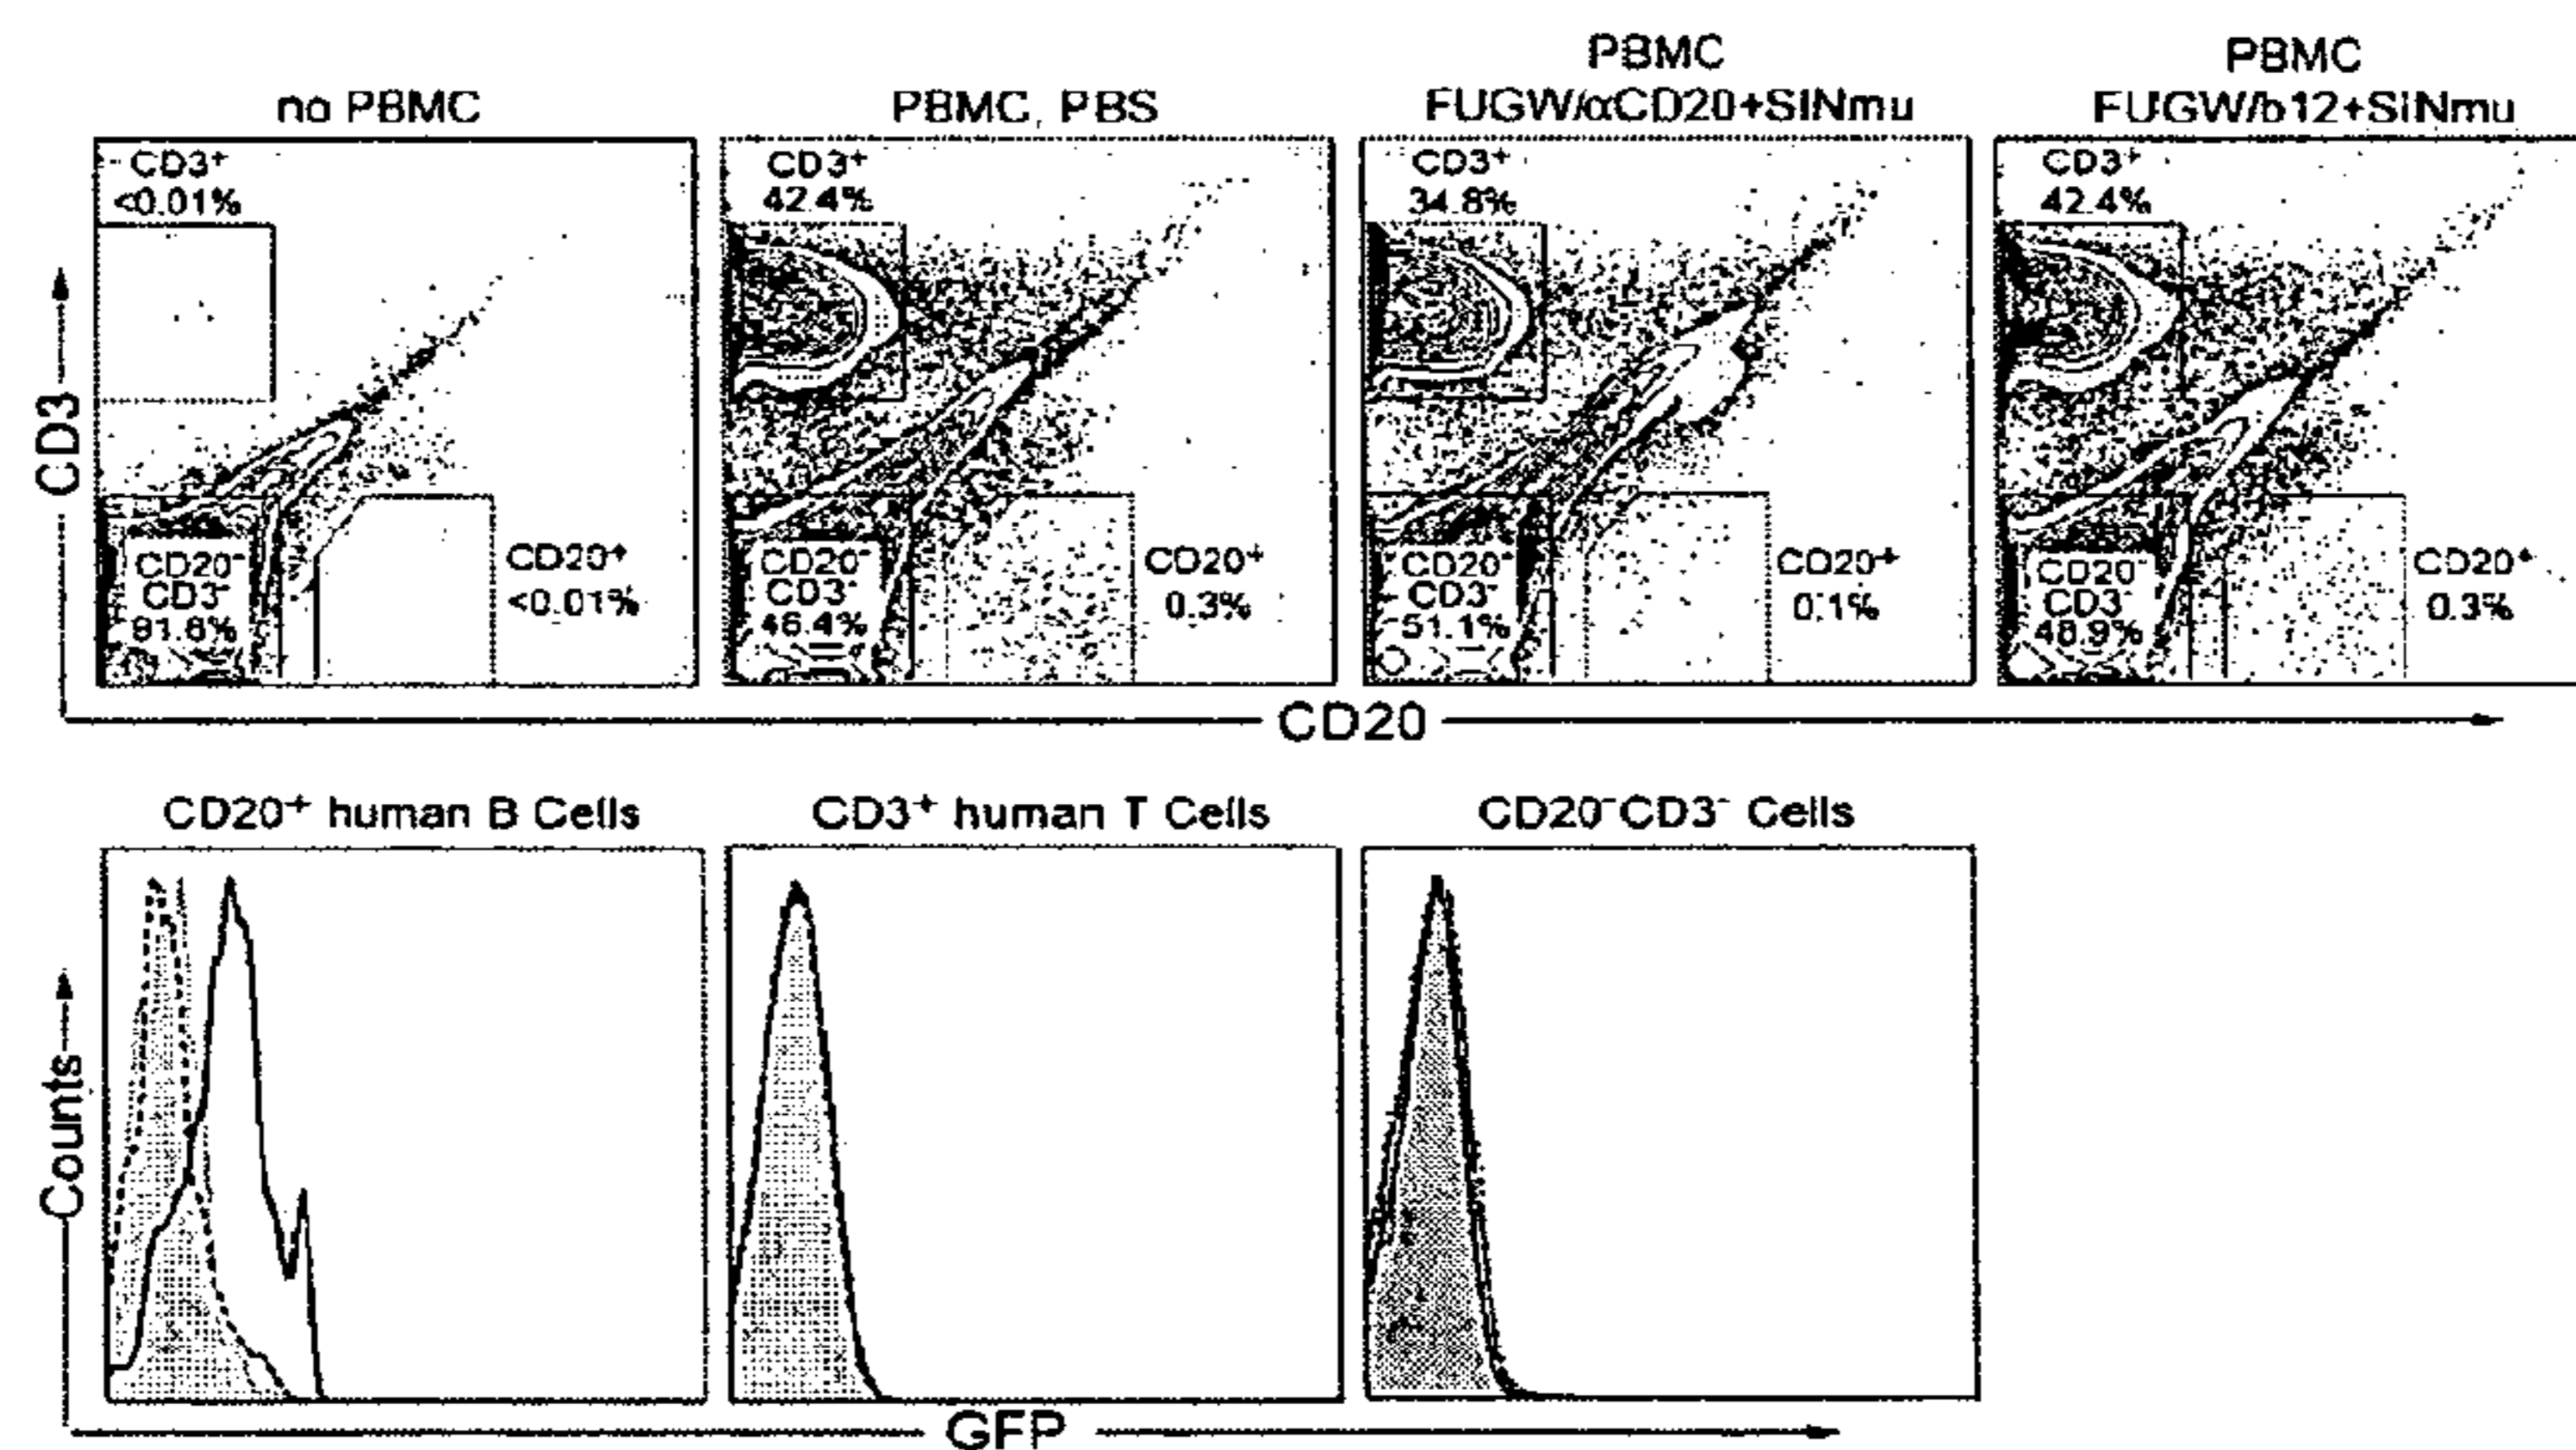 no PBMC
PBMC, PBS
PBMC
FUGW/αCD20+SINmu
PBMC
FUGW/b12+SINmu
CD3⁺
<0.01%
CD20⁻
CD3⁻
81.8%
CD20⁺
<0.01%
CD3⁺
42.4%
CD20⁻
CD3⁻
46.4%
CD20⁺
0.3%
CD3⁺
34.8%
CD20⁻
CD3⁻
51.1%
CD20⁺
0.1%
CD3⁺
42.4%
CD20⁻
CD3⁻
48.9%
CD20⁺
0.3%
CD3
CD20
CD20⁺ human B Cells
CD3⁺ human T Cells
CD20⁻CD3⁻ Cells
Counts
GFP